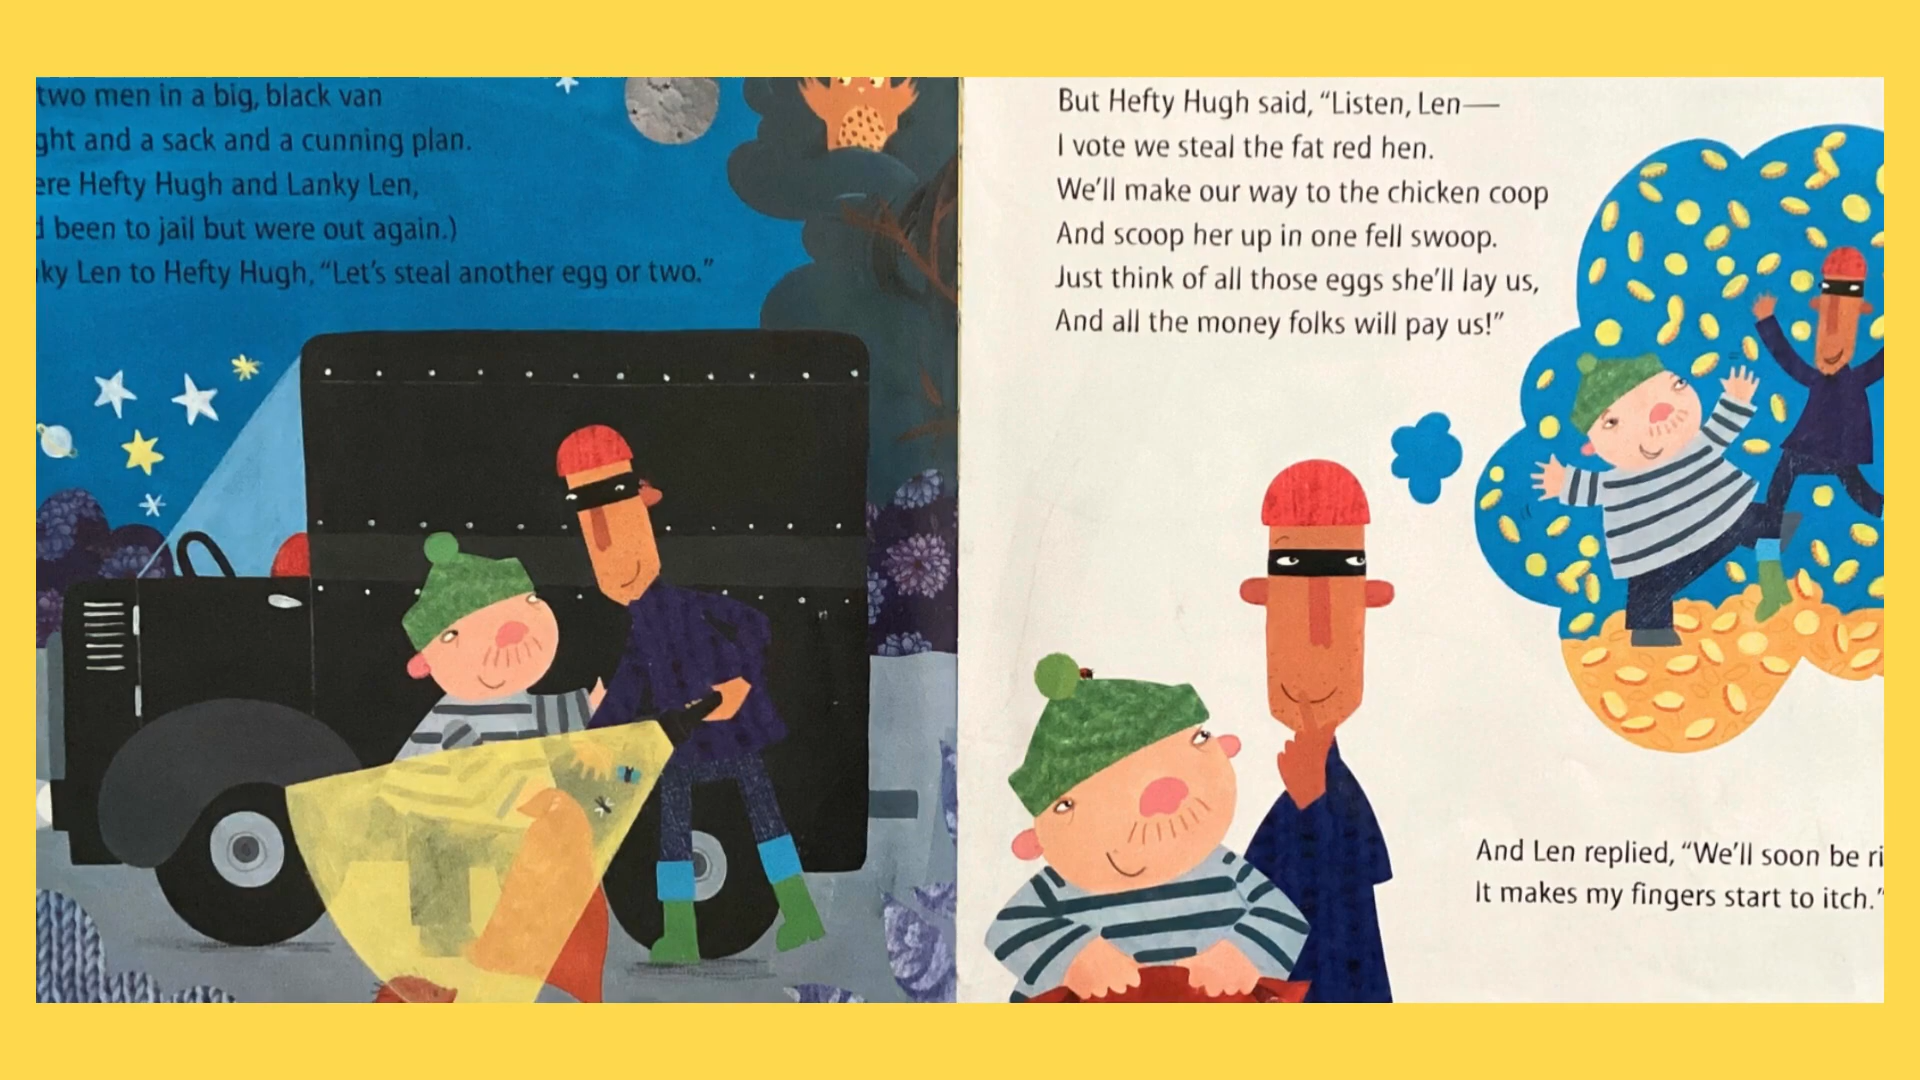 two men in a big, black van
ght and a sack and a cunning plan.
ere Hefty Hugh and Lanky Len,
d been to jail but were out again.)
ky Len to Hefty Hugh, “Let’s steal another egg or two.”
But Hefty Hugh said, “Listen, Len—
I vote we steal the fat red hen.
We’ll make our way to the chicken coop
And scoop her up in one fell swoop.
Just think of all those eggs she’ll lay us,
And all the money folks will pay us!”
And Len replied, “We’ll soon be ri
It makes my fingers start to itch.”